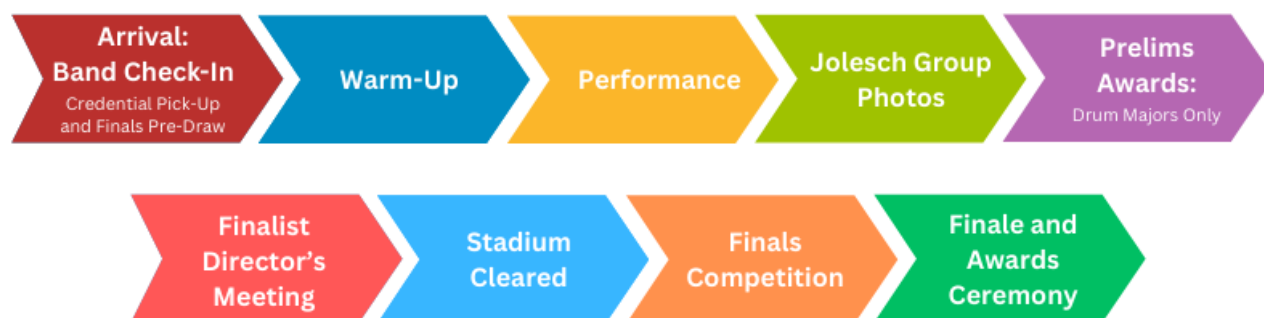 Arrival:
Band Check-In
Credential Pick-Up
and Finals Pre-Draw
Warm-Up
Performance
Jolesch Group
Photos
Prelims
Awards:
Drum Majors Only
Finalist
Director's
Meeting
Stadium
Cleared
Finals
Competition
Finale and
Awards
Ceremony